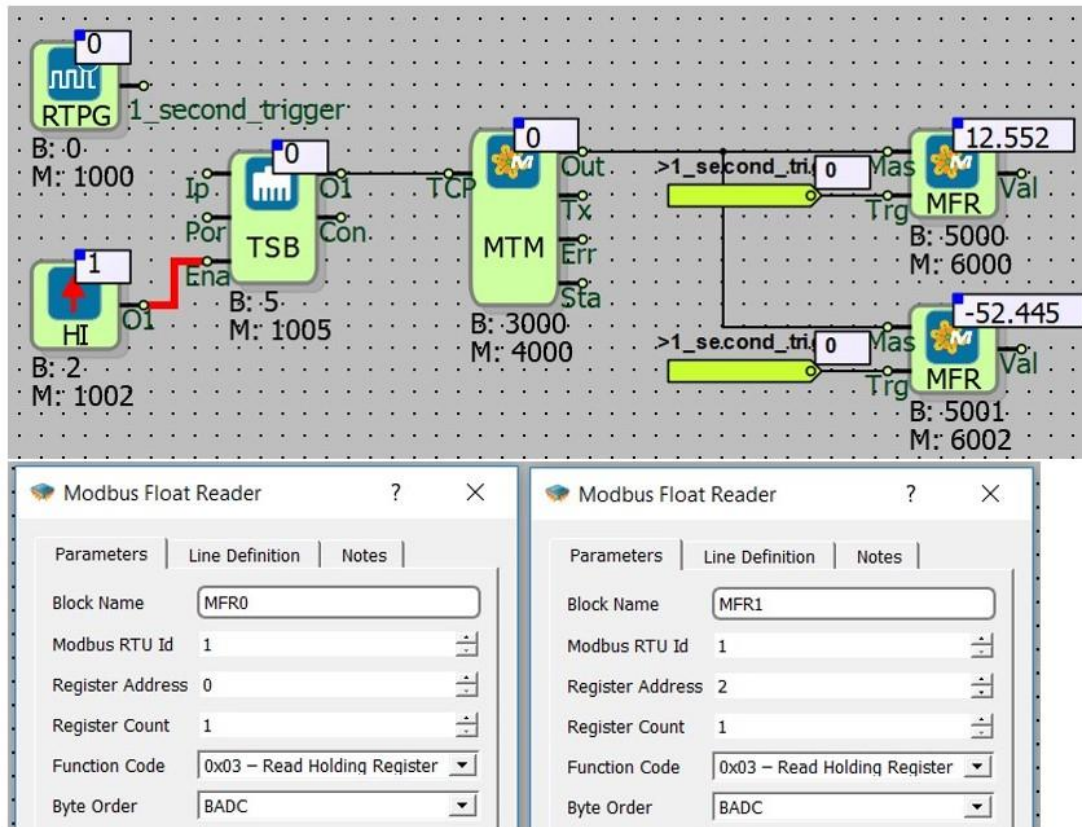 0
RTPG
1_second_trigger
B: 0
M: 1000
1
HI
O1
B: 2
M: 1002
0
Ip
Por
Ena
TSB
O1
Con
B: 5
M: 1005
0
TCP
MTM
Out
Tx
Err
Sta
B: 3000
M: 4000
>1_second_tri
0
Mas
Trg
12.552
MFR
Val
B: 5000
M: 6000
>1_second_tri
0
Mas
Trg
-52.445
MFR
Val
B: 5001
M: 6002
Modbus Float Reader ? ×
Parameters Line Definition Notes
Block Name MFR0
Modbus RTU Id 1
Register Address 0
Register Count 1
Function Code 0x03 – Read Holding Register
Byte Order BADC
Modbus Float Reader ? ×
Parameters Line Definition Notes
Block Name MFR1
Modbus RTU Id 1
Register Address 2
Register Count 1
Function Code 0x03 – Read Holding Register
Byte Order BADC